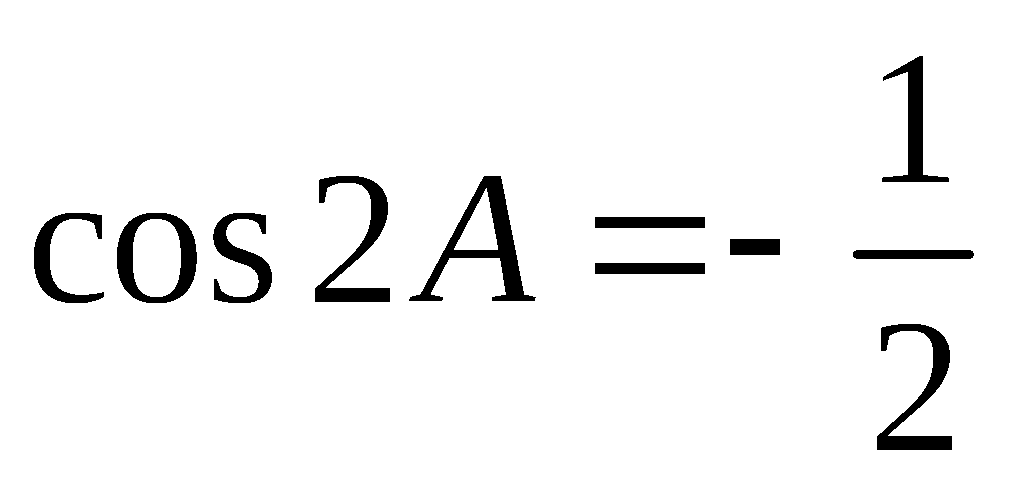 cos 2A = - 1/2